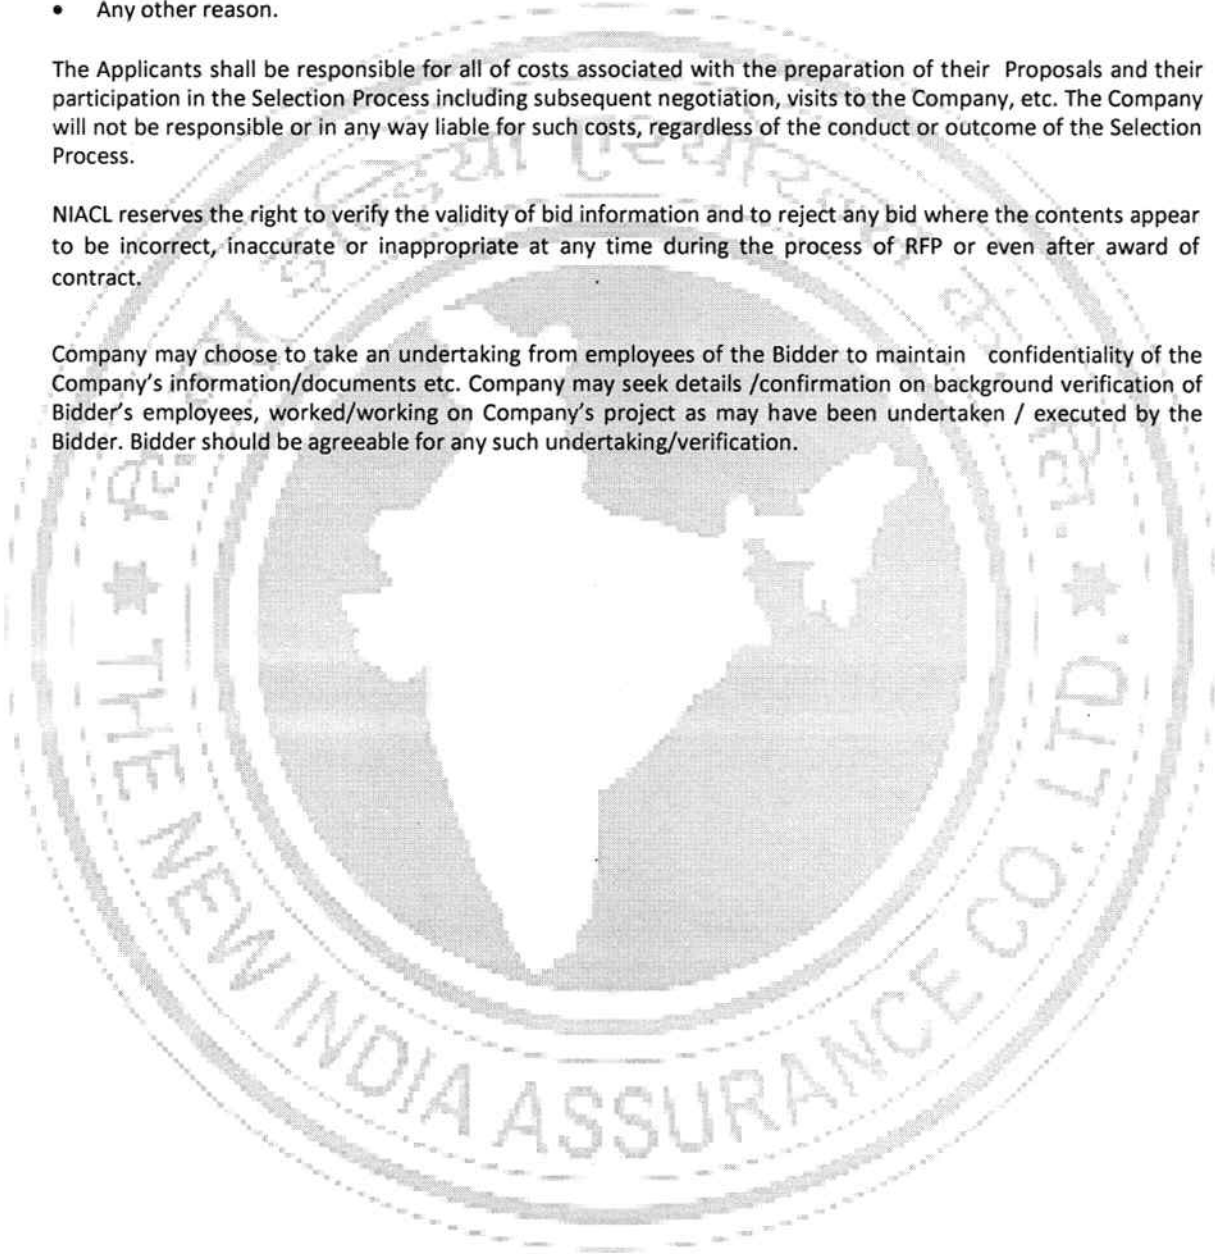 • Any other reason.
The Applicants shall be responsible for all of costs associated with the preparation of their Proposals and their
participation in the Selection Process including subsequent negotiation, visits to the Company, etc. The Company
will not be responsible or in any way liable for such costs, regardless of the conduct or outcome of the Selection
Process.
NIACL reserves the right to verify the validity of bid information and to reject any bid where the contents appear
to be incorrect, inaccurate or inappropriate at any time during the process of RFP or even after award of
contract.
Company may choose to take an undertaking from employees of the Bidder to maintain confidentiality of the
Company's information/documents etc. Company may seek details /confirmation on background verification of
Bidder's employees, worked/working on Company's project as may have been undertaken / executed by the
Bidder. Bidder should be agreeable for any such undertaking/verification.
THE NEW INDIA ASSURANCE CO. LTD.